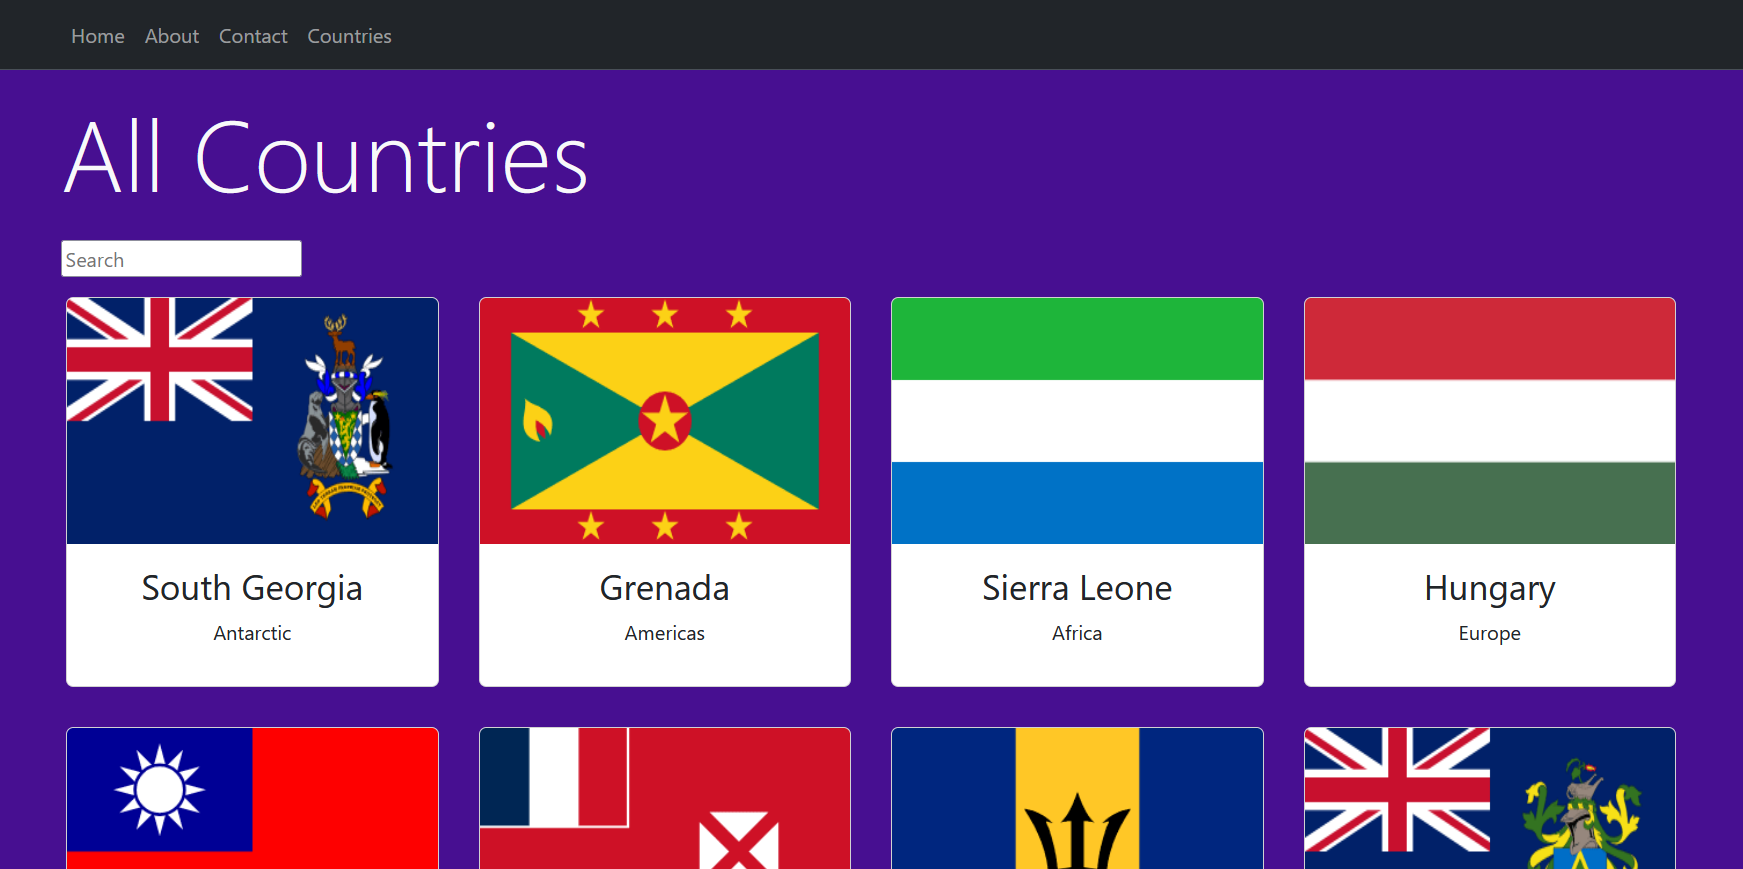 Home About Contact Countries
All Countries
Search
South Georgia
Antarctic
Grenada
Americas
Sierra Leone
Africa
Hungary
Europe